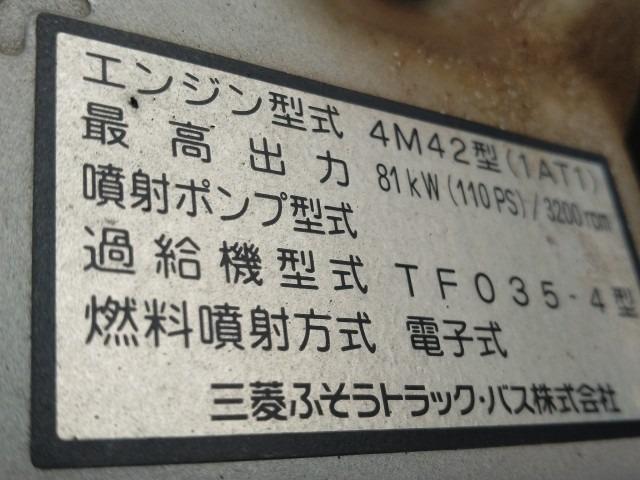 エンジン型式 4M42型(1AT1)
最高出力 81kW(110PS)/3200rpm
噴射ポンプ型式
過給機型式 TF035-4型
燃料噴射方式 電子式
三菱ふそうトラック・バス株式会社